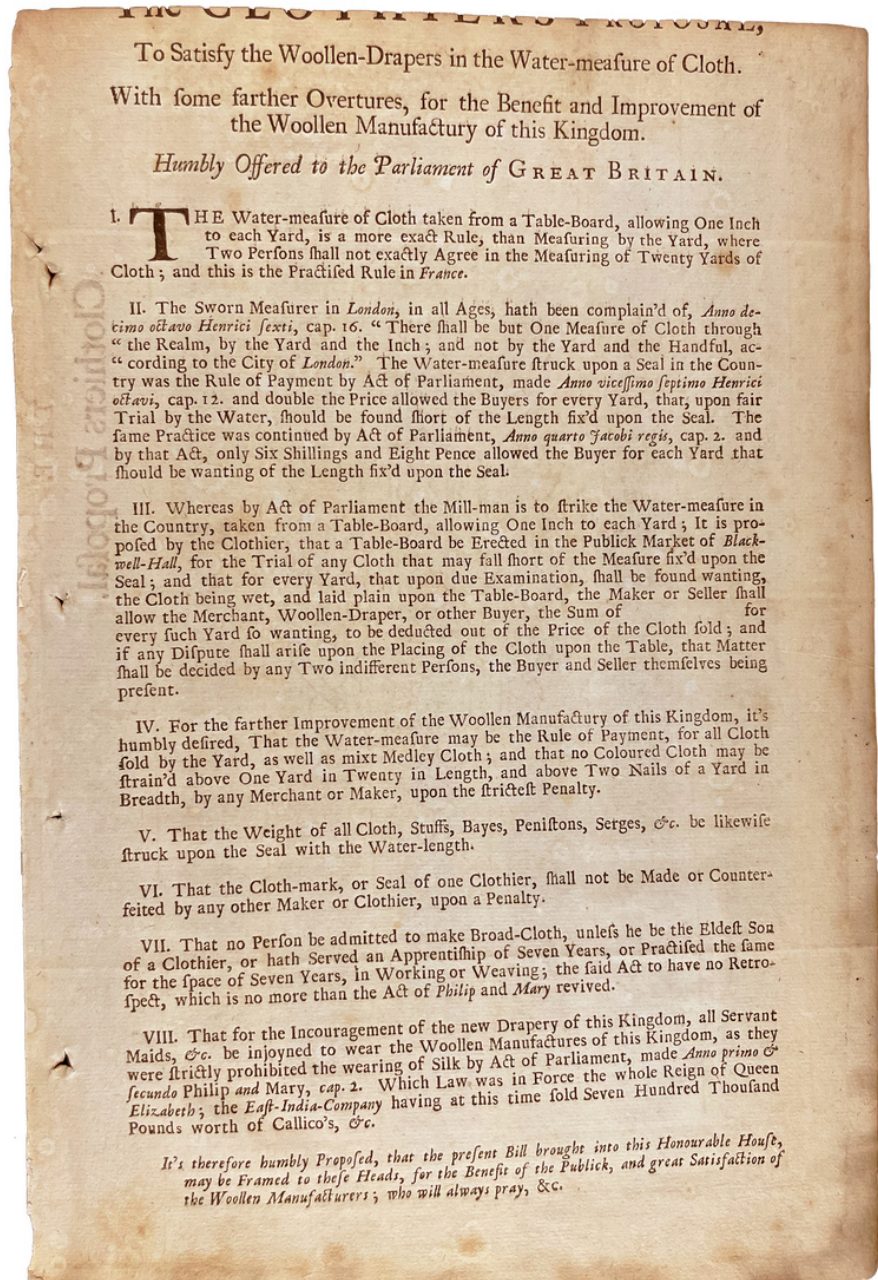 The CLOTHIERS PROPOSAL,
To Satisfy the Woollen-Drapers in the Water-meaſure of Cloth.
With ſome farther Overtures, for the Benefit and Improvement of
the Woollen Manufactury of this Kingdom.
Humbly Offered to the Parliament of GREAT BRITAIN.
I. THE Water-meaſure of Cloth taken from a Table-Board, allowing One Inch
to each Yard, is a more exact Rule, than Meaſuring by the Yard, where
Two Perſons ſhall not exactly Agree in the Meaſuring of Twenty Yards of
Cloth; and this is the Practiſed Rule in France.
II. The Sworn Meaſurer in London, in all Ages, hath been complain'd of, Anno de-
cimo octavo Henrici ſexti, cap. 16. “ There ſhall be but One Meaſure of Cloth through
“ the Realm, by the Yard and the Inch; and not by the Yard and the Handful, ac-
“ cording to the City of London.” The Water-meaſure ſtruck upon a Seal in the Coun-
try was the Rule of Payment by Act of Parliament, made Anno viceſſimo ſeptimo Henrici
octavi, cap. 12. and double the Price allowed the Buyers for every Yard, that, upon fair
Trial by the Water, ſhould be found ſhort of the Length fix'd upon the Seal. The
ſame Practice was continued by Act of Parliament, Anno quarto Jacobi regis, cap. 2. and
by that Act, only Six Shillings and Eight Pence allowed the Buyer for each Yard that
ſhould be wanting of the Length fix'd upon the Seal.
III. Whereas by Act of Parliament the Mill-man is to ſtrike the Water-meaſure in
the Country, taken from a Table-Board, allowing One Inch to each Yard; It is pro-
poſed by the Clothier, that a Table-Board be Erected in the Publick Market of Black-
well-Hall, for the Trial of any Cloth that may fall ſhort of the Meaſure fix'd upon the
Seal; and that for every Yard, that upon due Examination, ſhall be found wanting,
the Cloth being wet, and laid plain upon the Table-Board, the Maker or Seller ſhall
allow the Merchant, Woollen-Draper, or other Buyer, the Sum of for
every ſuch Yard ſo wanting, to be deducted out of the Price of the Cloth ſold; and
if any Diſpute ſhall ariſe upon the Placing of the Cloth upon the Table, that Matter
ſhall be decided by any Two indifferent Perſons, the Buyer and Seller themſelves being
preſent.
IV. For the farther Improvement of the Woollen Manufactury of this Kingdom, it's
humbly deſired, That the Water-meaſure may be the Rule of Payment, for all Cloth
ſold by the Yard, as well as mixt Medley Cloth; and that no Coloured Cloth may be
ſtrain'd above One Yard in Twenty in Length, and above Two Nails of a Yard in
Breadth, by any Merchant or Maker, upon the ſtricteſt Penalty.
V. That the Weight of all Cloth, Stuffs, Bayes, Peniſtons, Serges, &c. be likewiſe
ſtruck upon the Seal with the Water-length.
VI. That the Cloth-mark, or Seal of one Clothier, ſhall not be Made or Counter-
feited by any other Maker or Clothier, upon a Penalty.
VII. That no Perſon be admitted to make Broad-Cloth, unleſs he be the Eldeſt Son
of a Clothier, or hath Served an Apprentiſhip of Seven Years, or Practiſed the ſame
for the ſpace of Seven Years, in Working or Weaving; the ſaid Act to have no Retro-
ſpect, which is no more than the Act of Philip and Mary revived.
VIII. That for the Incouragement of the new Drapery of this Kingdom, all Servant
Maids, &c. be injoyned to wear the Woollen Manufactures of this Kingdom, as they
were ſtrictly prohibited the wearing of Silk by Act of Parliament, made Anno primo &
ſecundo Philip and Mary, cap. 2. Which Law was in Force the whole Reign of Queen
Elizabeth; the Eaſt-India-Company having at this time ſold Seven Hundred Thouſand
Pounds worth of Callico's, &c.
It's therefore humbly Propoſed, that the preſent Bill brought into this Honourable Houſe,
may be Framed to theſe Heads, for the Benefit of the Publick, and great Satisfaction of
the Woollen Manufacturers; who will always pray, &c.